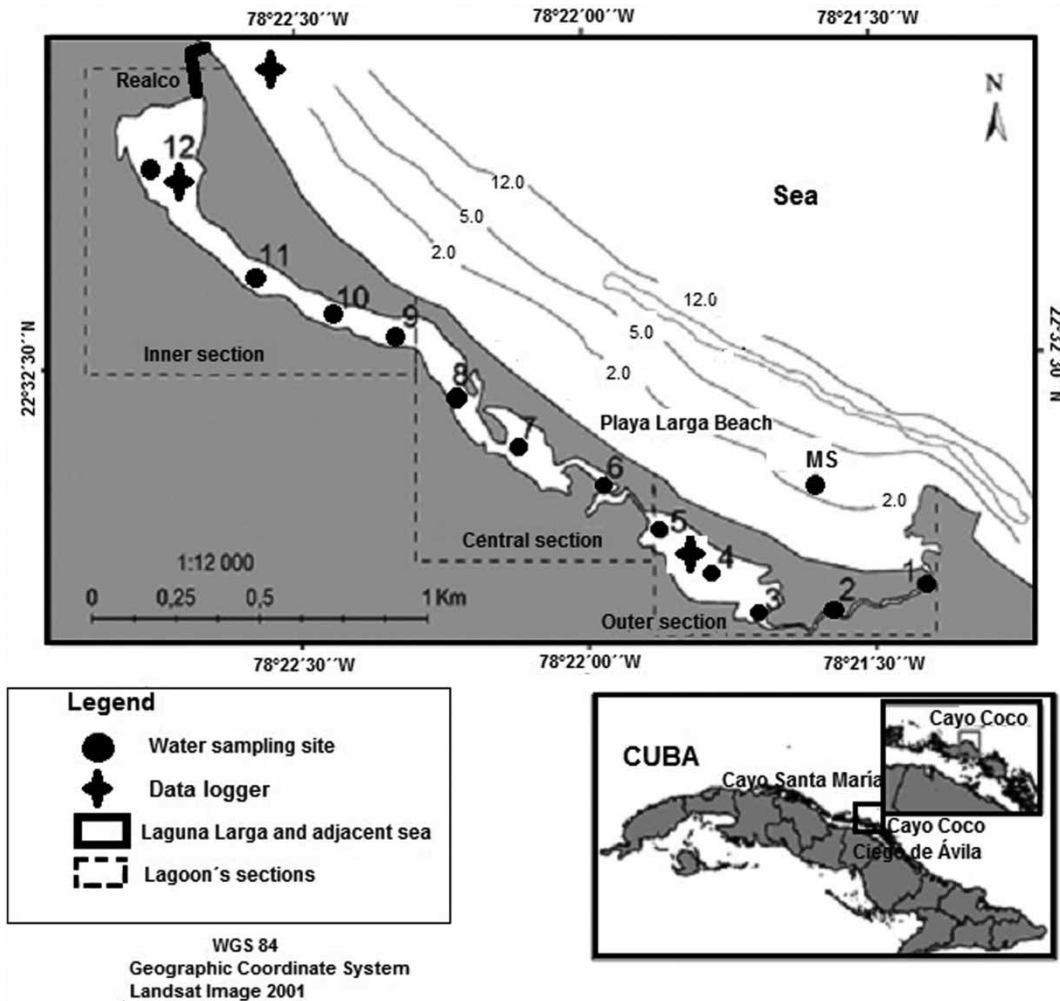 78°22´30´´W
78°22´00´´W
78°21´30´´W
Realco
N
12
12.0
Sea
5.0
2.0
11
10
9
12.0
5.0
22°32´30´´N
22°32´30´´N
Inner section
8
2.0
Playa Larga Beach
7
MS
6
2.0
5
Central section
4
1:12 000
1
0
0,25
0,5
1 Km
3
2
Outer section
78°22´30´´W
78°22´00´´W
78°21´30´´W
Legend
Water sampling site
Data logger
Laguna Larga and adjacent sea
Lagoon´s sections
WGS 84
Geographic Coordinate System
Landsat Image 2001
Cayo Coco
CUBA
Cayo Santa María
Cayo Coco
Ciego de Ávila